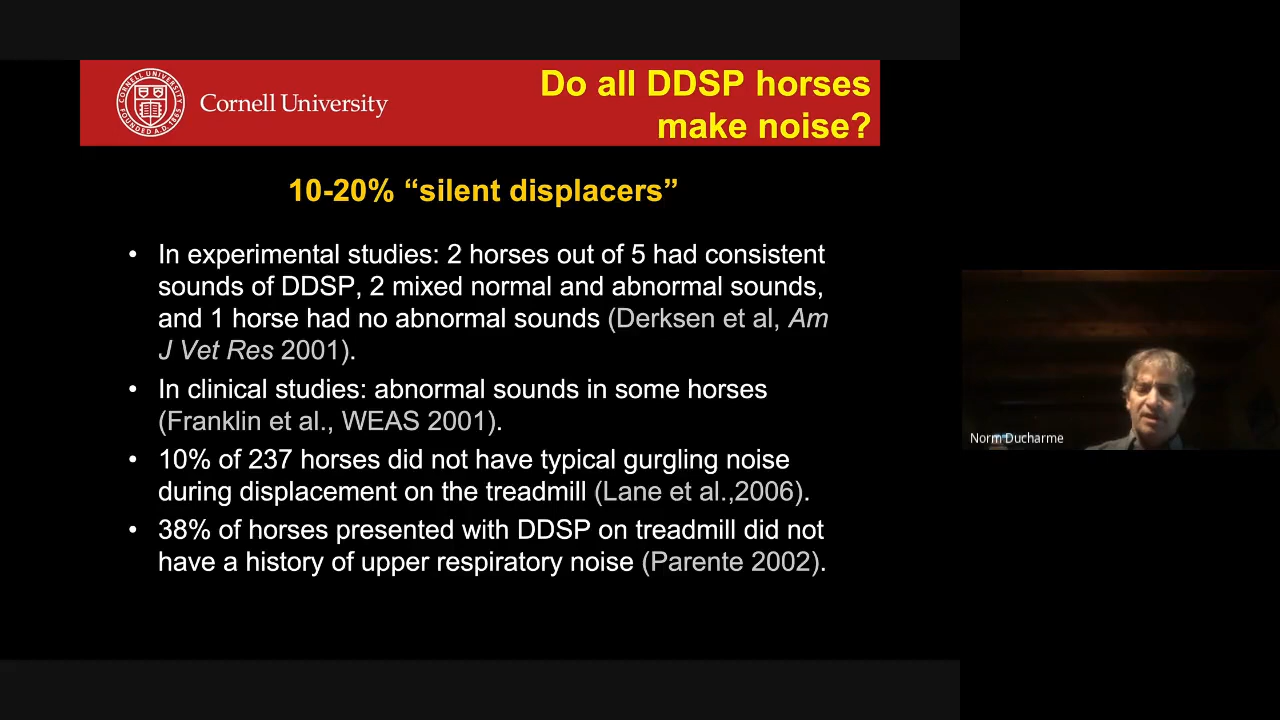 Cornell University
Do all DDSP horses
make noise?
10-20% “silent displacers”
• In experimental studies: 2 horses out of 5 had consistent
sounds of DDSP, 2 mixed normal and abnormal sounds,
and 1 horse had no abnormal sounds (Derksen et al, Am
J Vet Res 2001).
• In clinical studies: abnormal sounds in some horses
(Franklin et al., WEAS 2001).
• 10% of 237 horses did not have typical gurgling noise
during displacement on the treadmill (Lane et al.,2006).
• 38% of horses presented with DDSP on treadmill did not
have a history of upper respiratory noise (Parente 2002).
Norm Ducharme